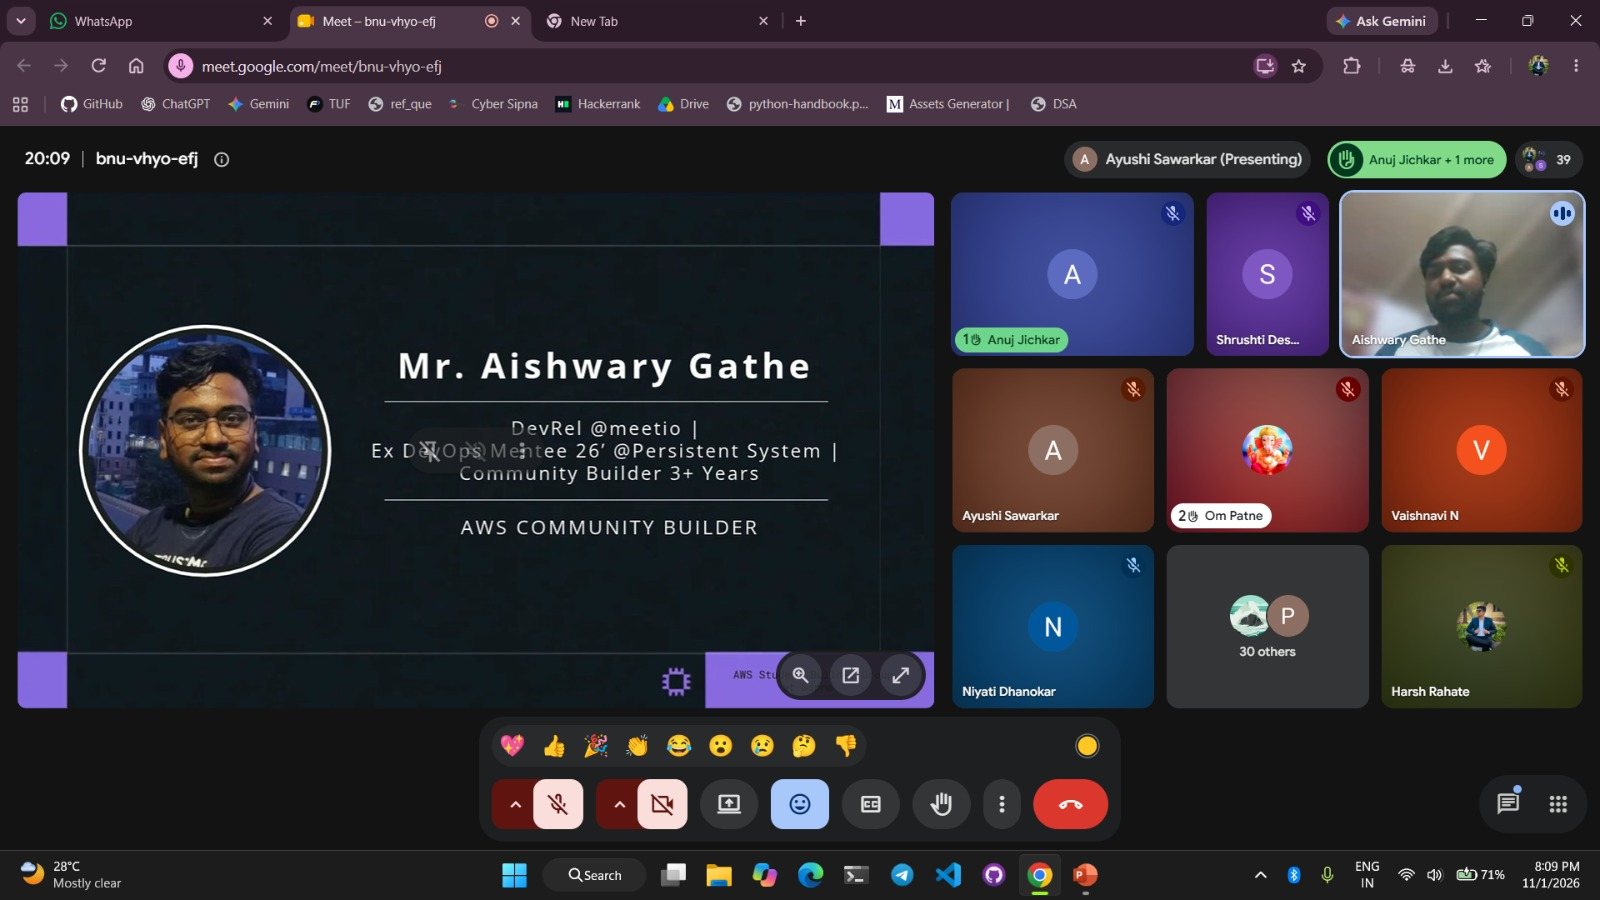 WhatsApp
Meet – bnu-vhyo-efj
New Tab
Ask Gemini
meet.google.com/meet/bnu-vhyo-efj
GitHub
ChatGPT
Gemini
TUF
ref_que
Cyber Sipna
Hackerrank
Drive
python-handbook.p...
M Assets Generator |
DSA
20:09 | bnu-vhyo-efj
A Ayushi Sawarkar (Presenting)
Anuj Jichkar + 1 more
39
Mr. Aishwary Gathe
DevRel @meetio |
Ex DevOps Mentee 26' @Persistent System |
Community Builder 3+ Years
AWS COMMUNITY BUILDER
AWS
A
1 Anuj Jichkar
S
Shrushti Des...
Aishwary Gathe
A
Ayushi Sawarkar
2 Om Patne
V
Vaishnavi N
N
Niyati Dhanokar
P
30 others
Harsh Rahate
28°C
Mostly clear
Search
ENG
IN
71%
8:09 PM
11/1/2026